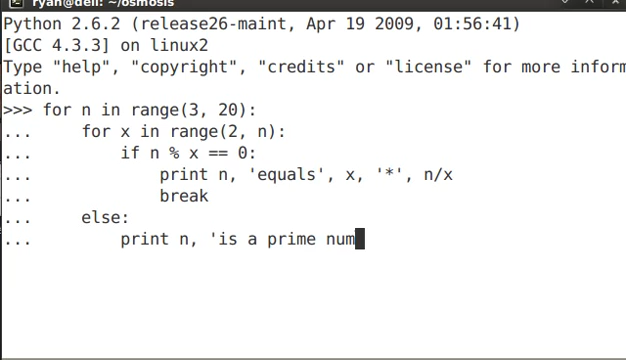 ryan@dell: ~/osmosis
Python 2.6.2 (release26-maint, Apr 19 2009, 01:56:41)
[GCC 4.3.3] on linux2
Type "help", "copyright", "credits" or "license" for more inform
ation.
>>> for n in range(3, 20):
...     for x in range(2, n):
...         if n % x == 0:
...             print n, 'equals', x, '*', n/x
...             break
...     else:
...         print n, 'is a prime num